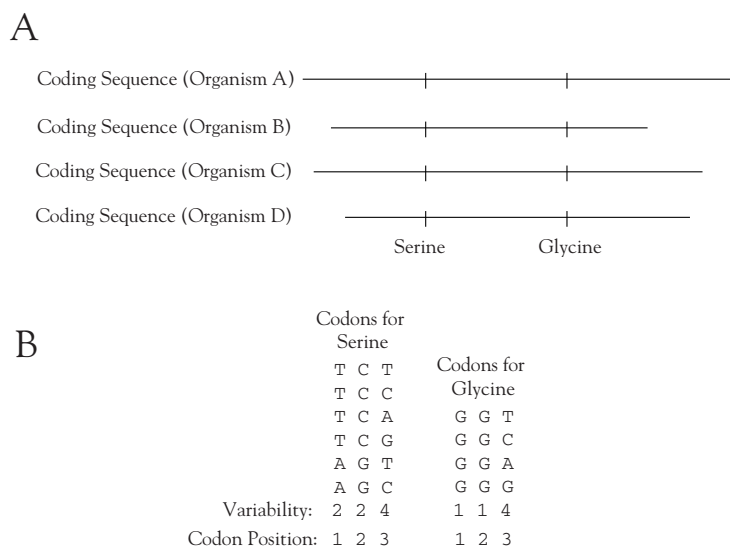 A
Coding Sequence (Organism A)
Coding Sequence (Organism B)
Coding Sequence (Organism C)
Coding Sequence (Organism D)
Serine Glycine
B
Codons for
Serine
T C T
T C C
T C A
T C G
A G T
A G C
Codons for
Glycine
G G T
G G C
G G A
G G G
Variability: 2 2 4 1 1 4
Codon Position: 1 2 3 1 2 3